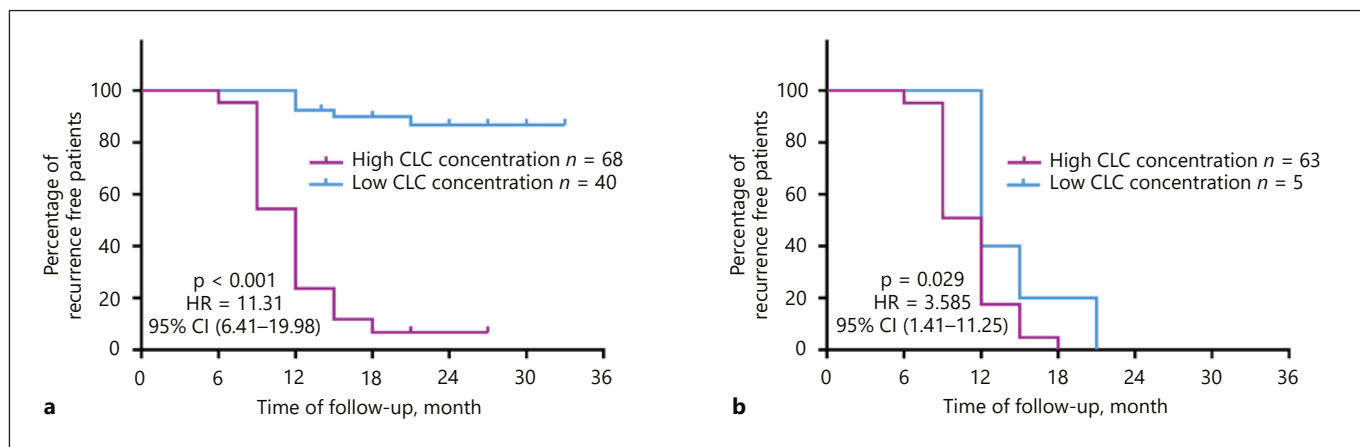 Percentage of
recurrence free patients
100
80
60
40
20
0
High CLC concentration n = 68
Low CLC concentration n = 40
p < 0.001
HR = 11.31
95% CI (6.41–19.98)
0 6 12 18 24 30 36
Time of follow-up, month
a
Percentage of
recurrence free patients
100
80
60
40
20
0
High CLC concentration n = 63
Low CLC concentration n = 5
p = 0.029
HR = 3.585
95% CI (1.41–11.25)
0 6 12 18 24 30 36
Time of follow-up, month
b